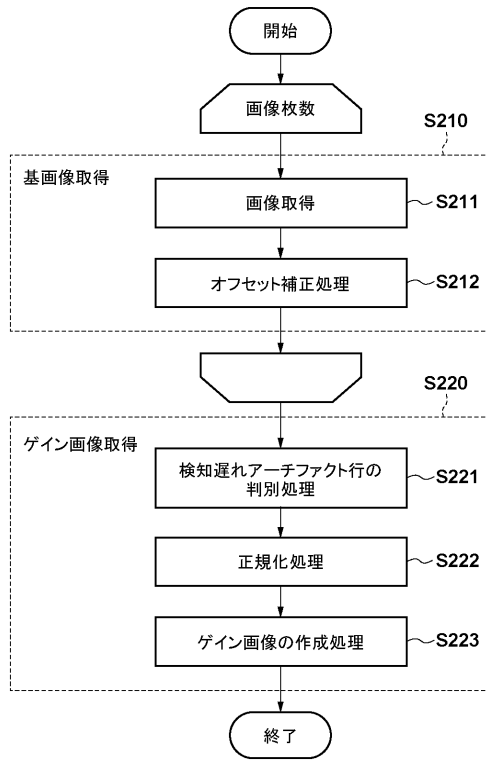 開始
画像枚数
S210
基画像取得
画像取得
S211
オフセット補正処理
S212
S220
ゲイン画像取得
検知遅れアーチファクト行の
判別処理
S221
正規化処理
S222
ゲイン画像の作成処理
S223
終了